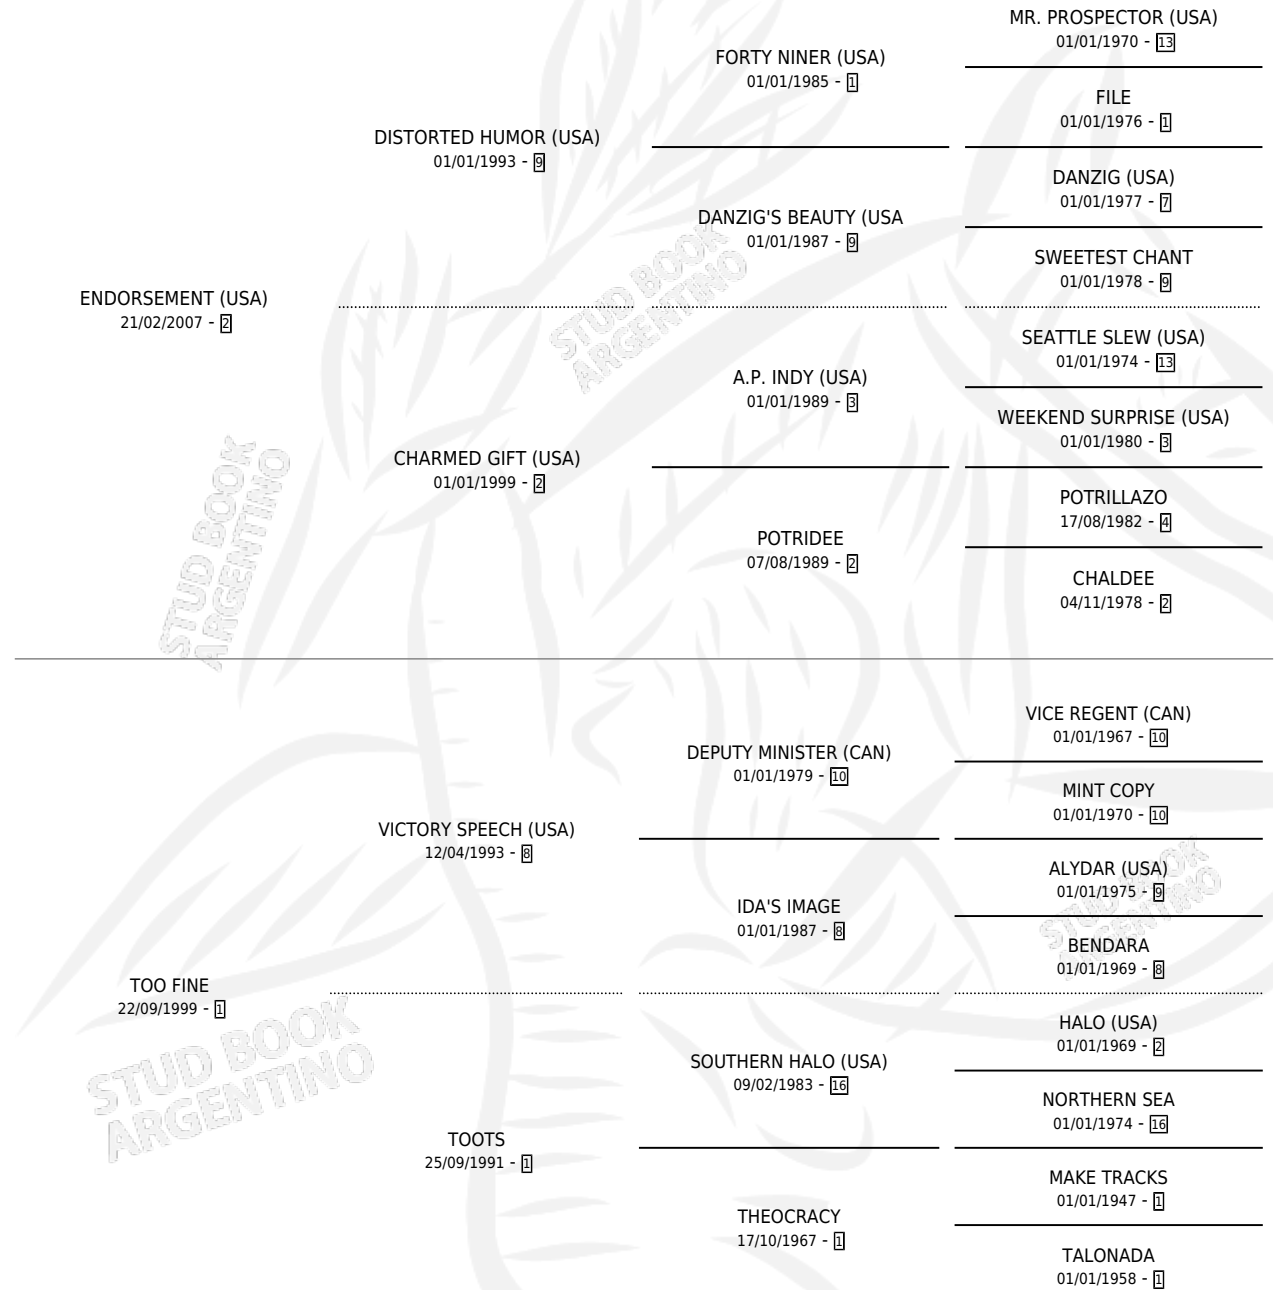 MR. PROSPECTOR (USA)
01/01/1970 - 13
FORTY NINER (USA)
01/01/1985 - 1
FILE
01/01/1976 - 1
DISTORTED HUMOR (USA)
01/01/1993 - 9
DANZIG (USA)
01/01/1977 - 7
DANZIG'S BEAUTY (USA
01/01/1987 - 9
SWEETEST CHANT
01/01/1978 - 9
ENDORSEMENT (USA)
21/02/2007 - 2
SEATTLE SLEW (USA)
01/01/1974 - 13
A.P. INDY (USA)
01/01/1989 - 3
WEEKEND SURPRISE (USA)
01/01/1980 - 3
CHARMED GIFT (USA)
01/01/1999 - 2
POTRILLAZO
17/08/1982 - 4
POTRIDEE
07/08/1989 - 2
CHALDEE
04/11/1978 - 2
VICE REGENT (CAN)
01/01/1967 - 10
DEPUTY MINISTER (CAN)
01/01/1979 - 10
MINT COPY
01/01/1970 - 10
VICTORY SPEECH (USA)
12/04/1993 - 8
ALYDAR (USA)
01/01/1975 - 9
IDA'S IMAGE
01/01/1987 - 8
BENDARA
01/01/1969 - 8
TOO FINE
22/09/1999 - 1
HALO (USA)
01/01/1969 - 2
SOUTHERN HALO (USA)
09/02/1983 - 16
NORTHERN SEA
01/01/1974 - 16
TOOTS
25/09/1991 - 1
MAKE TRACKS
01/01/1947 - 1
THEOCRACY
17/10/1967 - 1
TALONADA
01/01/1958 - 1
STUD BOOK
ARGENTINO
STUD BOOK
ARGENTINO
STUD BOOK
ARGENTINO
STUD BOOK
ARGENTINO